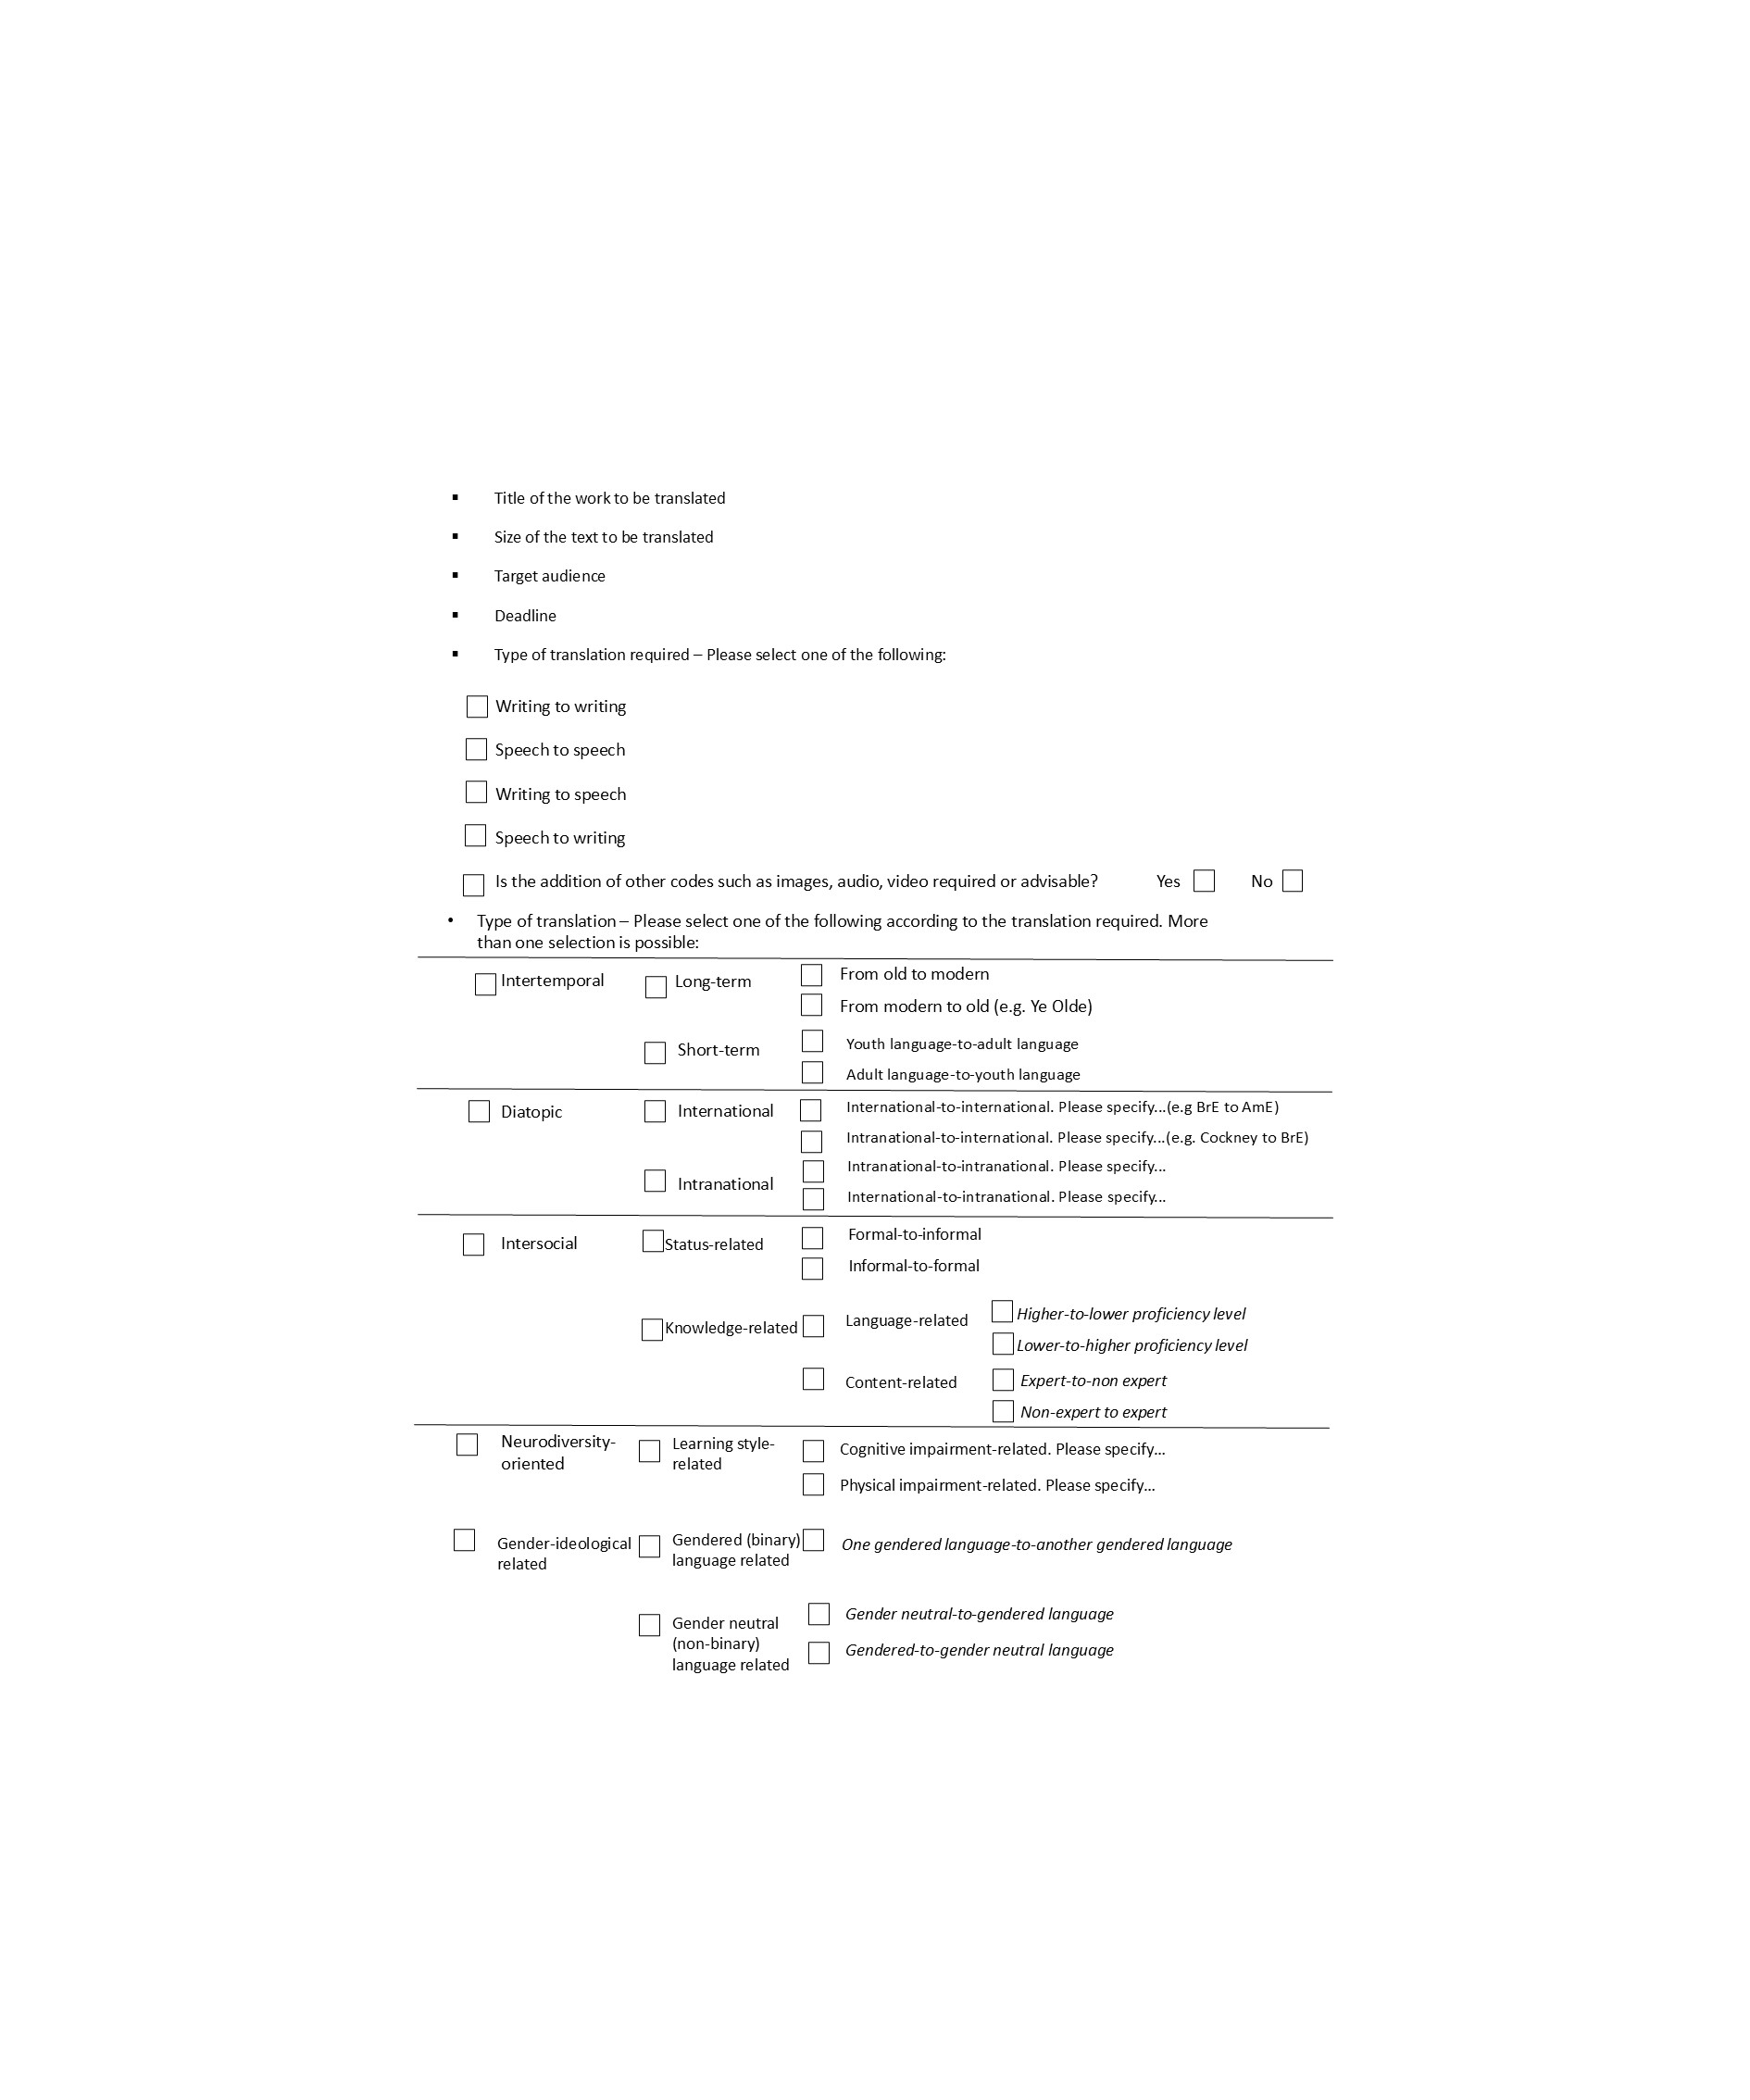 ▪ Title of the work to be translated
▪ Size of the text to be translated
▪ Target audience
▪ Deadline
▪ Type of translation required – Please select one of the following:
Writing to writing
Speech to speech
Writing to speech
Speech to writing
Is the addition of other codes such as images, audio, video required or advisable? Yes No
• Type of translation – Please select one of the following according to the translation required. More
than one selection is possible:
Intertemporal
Long-term
From old to modern
From modern to old (e.g. Ye Olde)
Short-term
Youth language-to-adult language
Adult language-to-youth language
Diatopic
International
International-to-international. Please specify...(e.g BrE to AmE)
Intranational-to-international. Please specify...(e.g. Cockney to BrE)
Intranational
Intranational-to-intranational. Please specify...
International-to-intranational. Please specify...
Intersocial
Status-related
Formal-to-informal
Informal-to-formal
Knowledge-related
Language-related
Higher-to-lower proficiency level
Lower-to-higher proficiency level
Content-related
Expert-to-non expert
Non-expert to expert
Neurodiversity-
oriented
Learning style-
related
Cognitive impairment-related. Please specify...
Physical impairment-related. Please specify...
Gender-ideological
related
Gendered (binary)
language related
One gendered language-to-another gendered language
Gender neutral
(non-binary)
language related
Gender neutral-to-gendered language
Gendered-to-gender neutral language